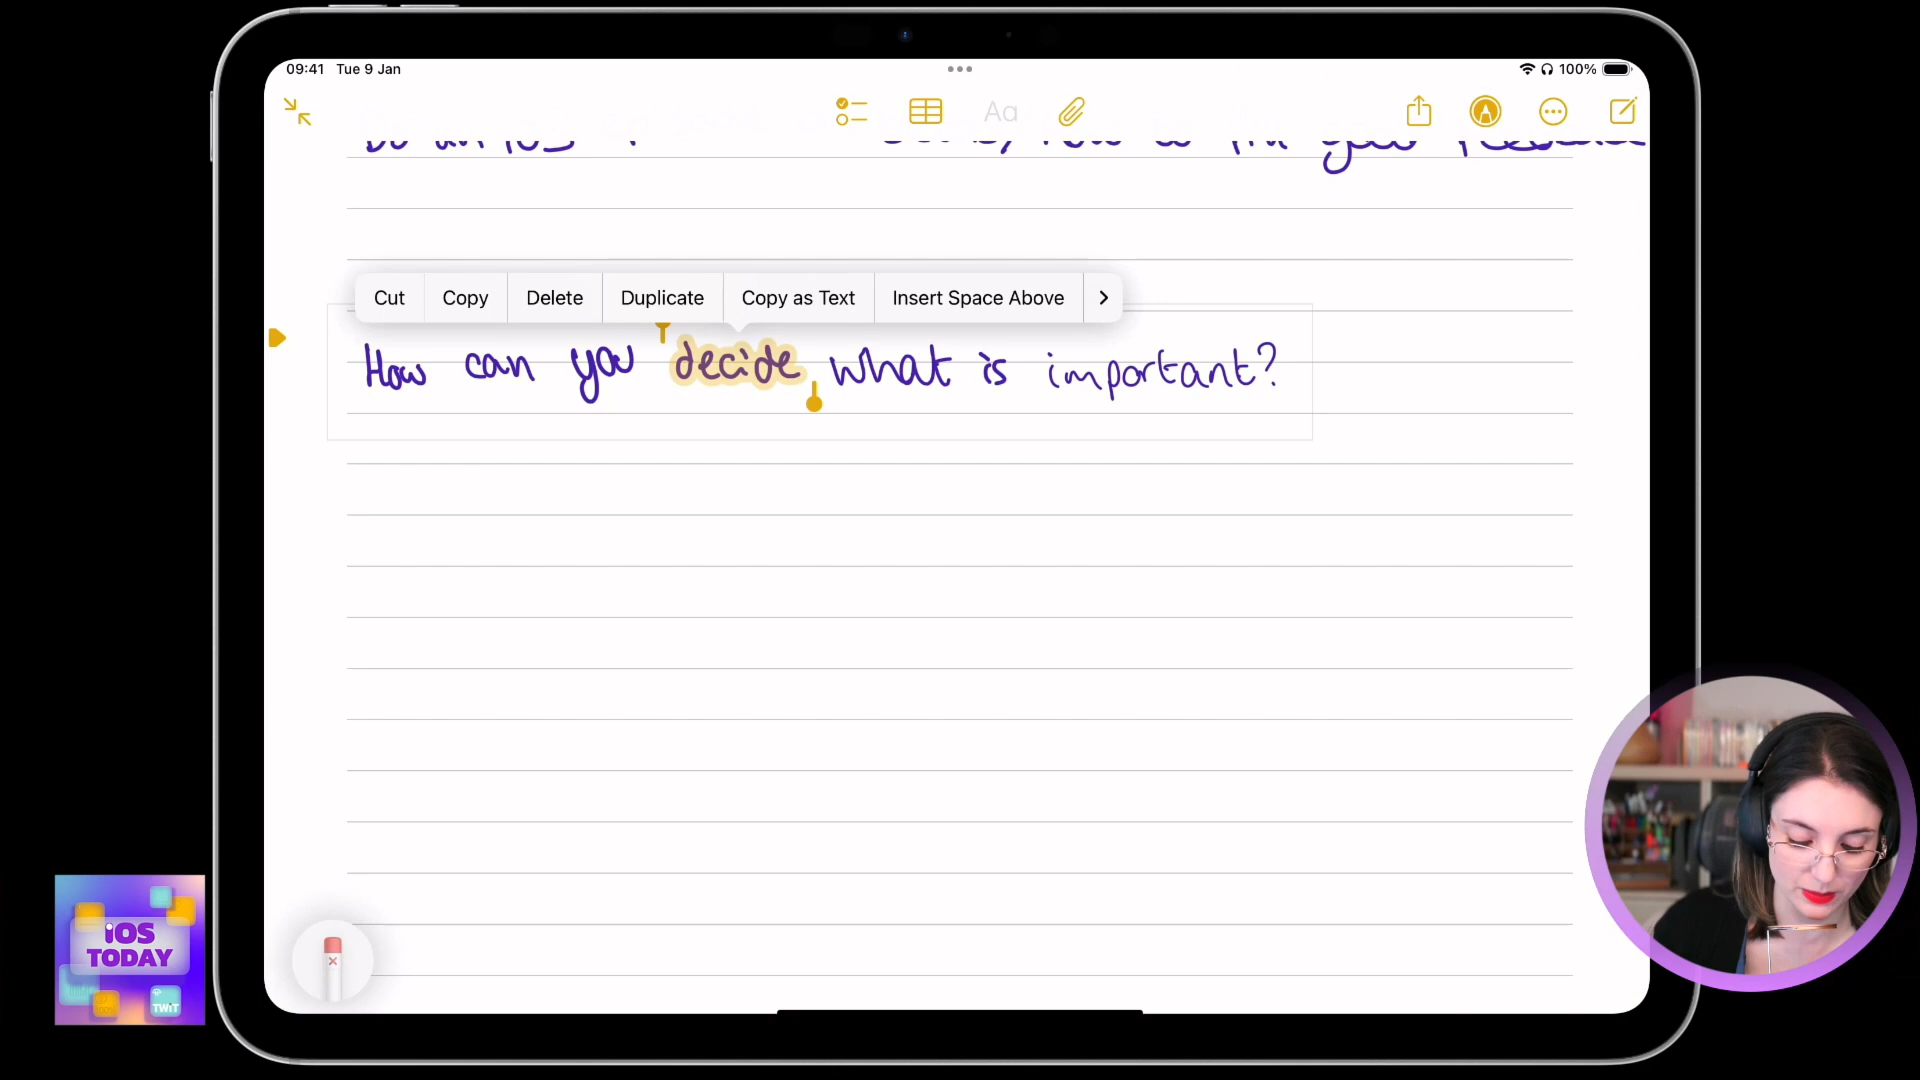 09:41 Tue 9 Jan
100%
Aa
Cut Copy Delete Duplicate Copy as Text Insert Space Above
How can you decide what is important?
iOS
TODAY
TWiT